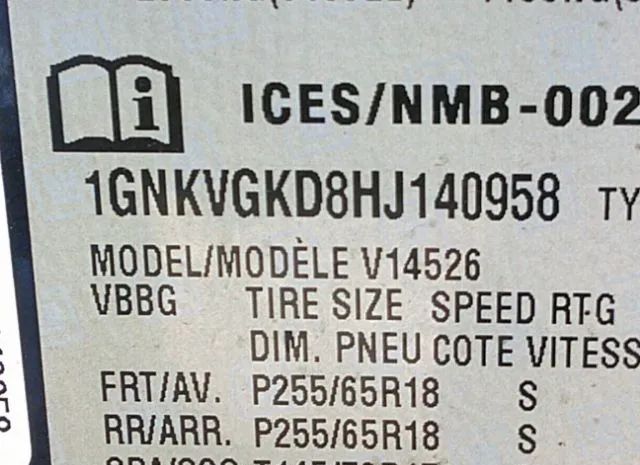 ICES/NMB-002
1GNKVGKD8HJ140958 TY
MODEL/MODÈLE V14526
VBBG TIRE SIZE SPEED RTG
DIM. PNEU COTE VITESS
FRT/AV. P255/65R18 S
RR/ARR. P255/65R18 S